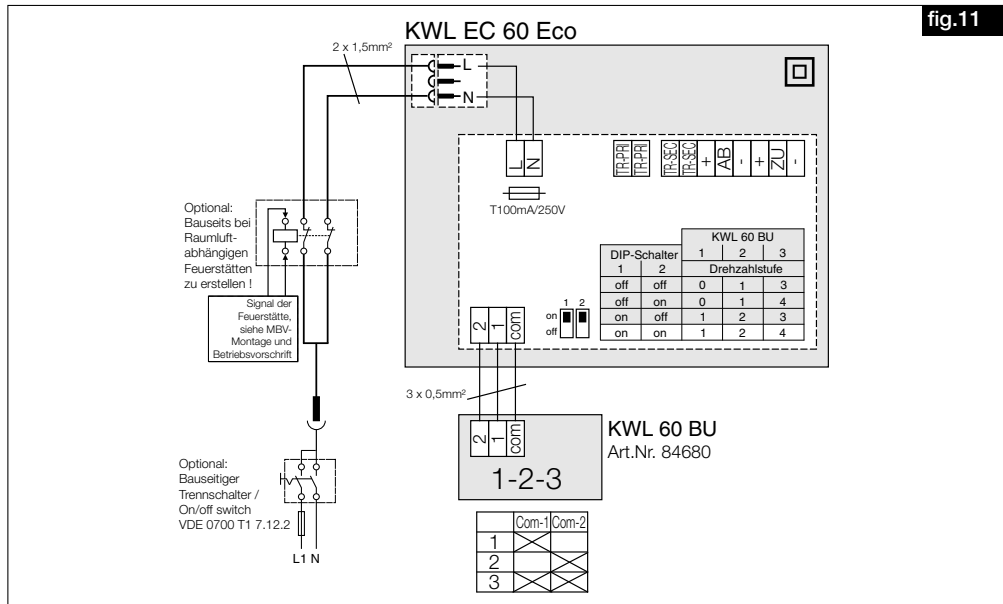 fig.11
KWL EC 60 Eco
2 x 1,5mm²
L
N
L
N
T100mA/250V
TR-PRI
TR-PRI
TR-SEC
TR-SEC
+
AB
-
+
ZU
-
Optional:
Bauseits bei
Raumluft-
abhängigen
Feuerstätten
zu erstellen !
Signal der
Feuerstätte,
siehe MBV-
Montage und
Betriebsvorschrift
DIP-Schalter KWL 60 BU
1 2 1 2 3
Drehzahlstufe
off off 0 1 3
off on 0 1 4
on off 1 2 3
on on 1 2 4
1 2
on
off
2 1 com
3 x 0,5mm²
2 1 com
1-2-3
KWL 60 BU
Art.Nr. 84680
Optional:
Bauseitiger
Trennschalter /
On/off switch
VDE 0700 T1 7.12.2
L1 N
Com-1 Com-2
1
2
3